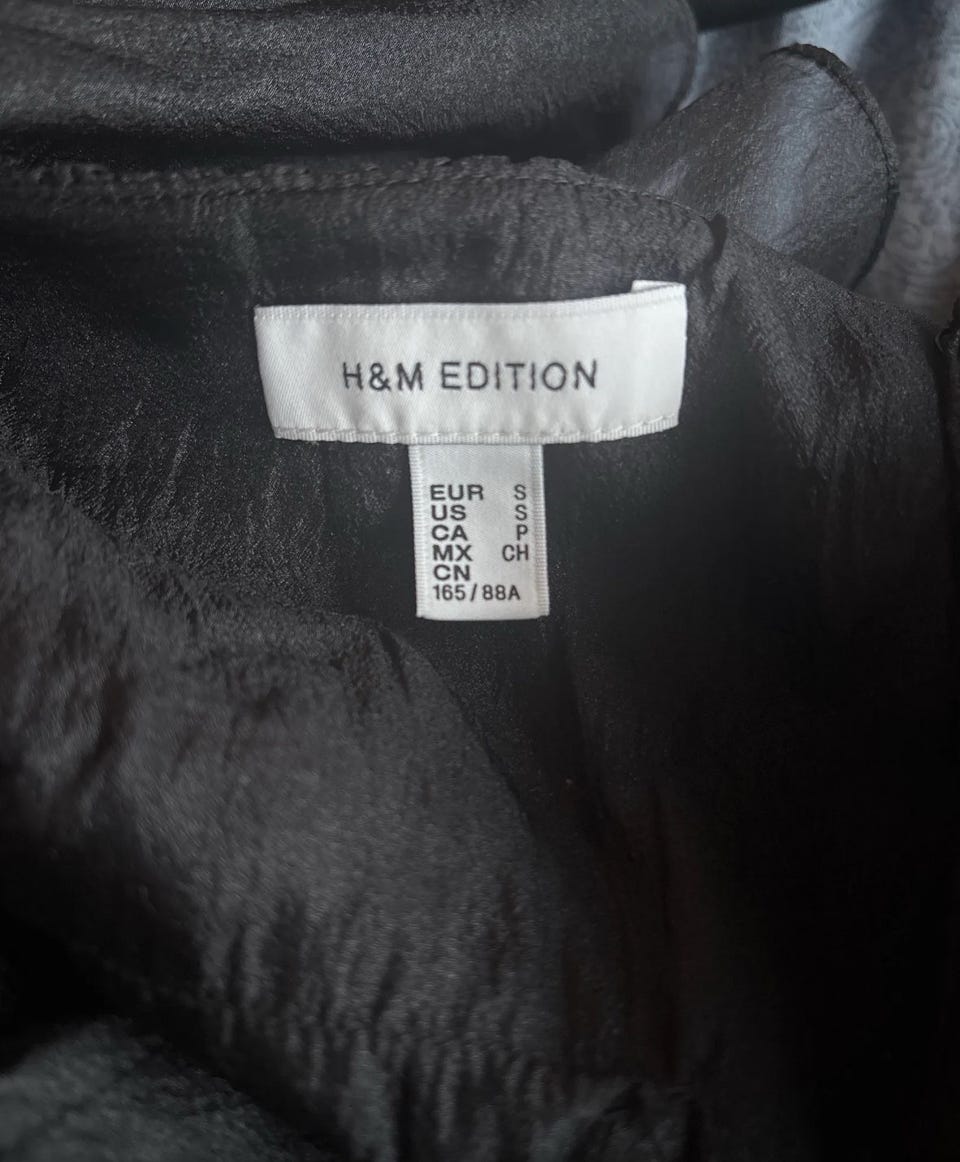 H&M EDITION
EUR S
US S
CA P
MX CH
CN
165/88A